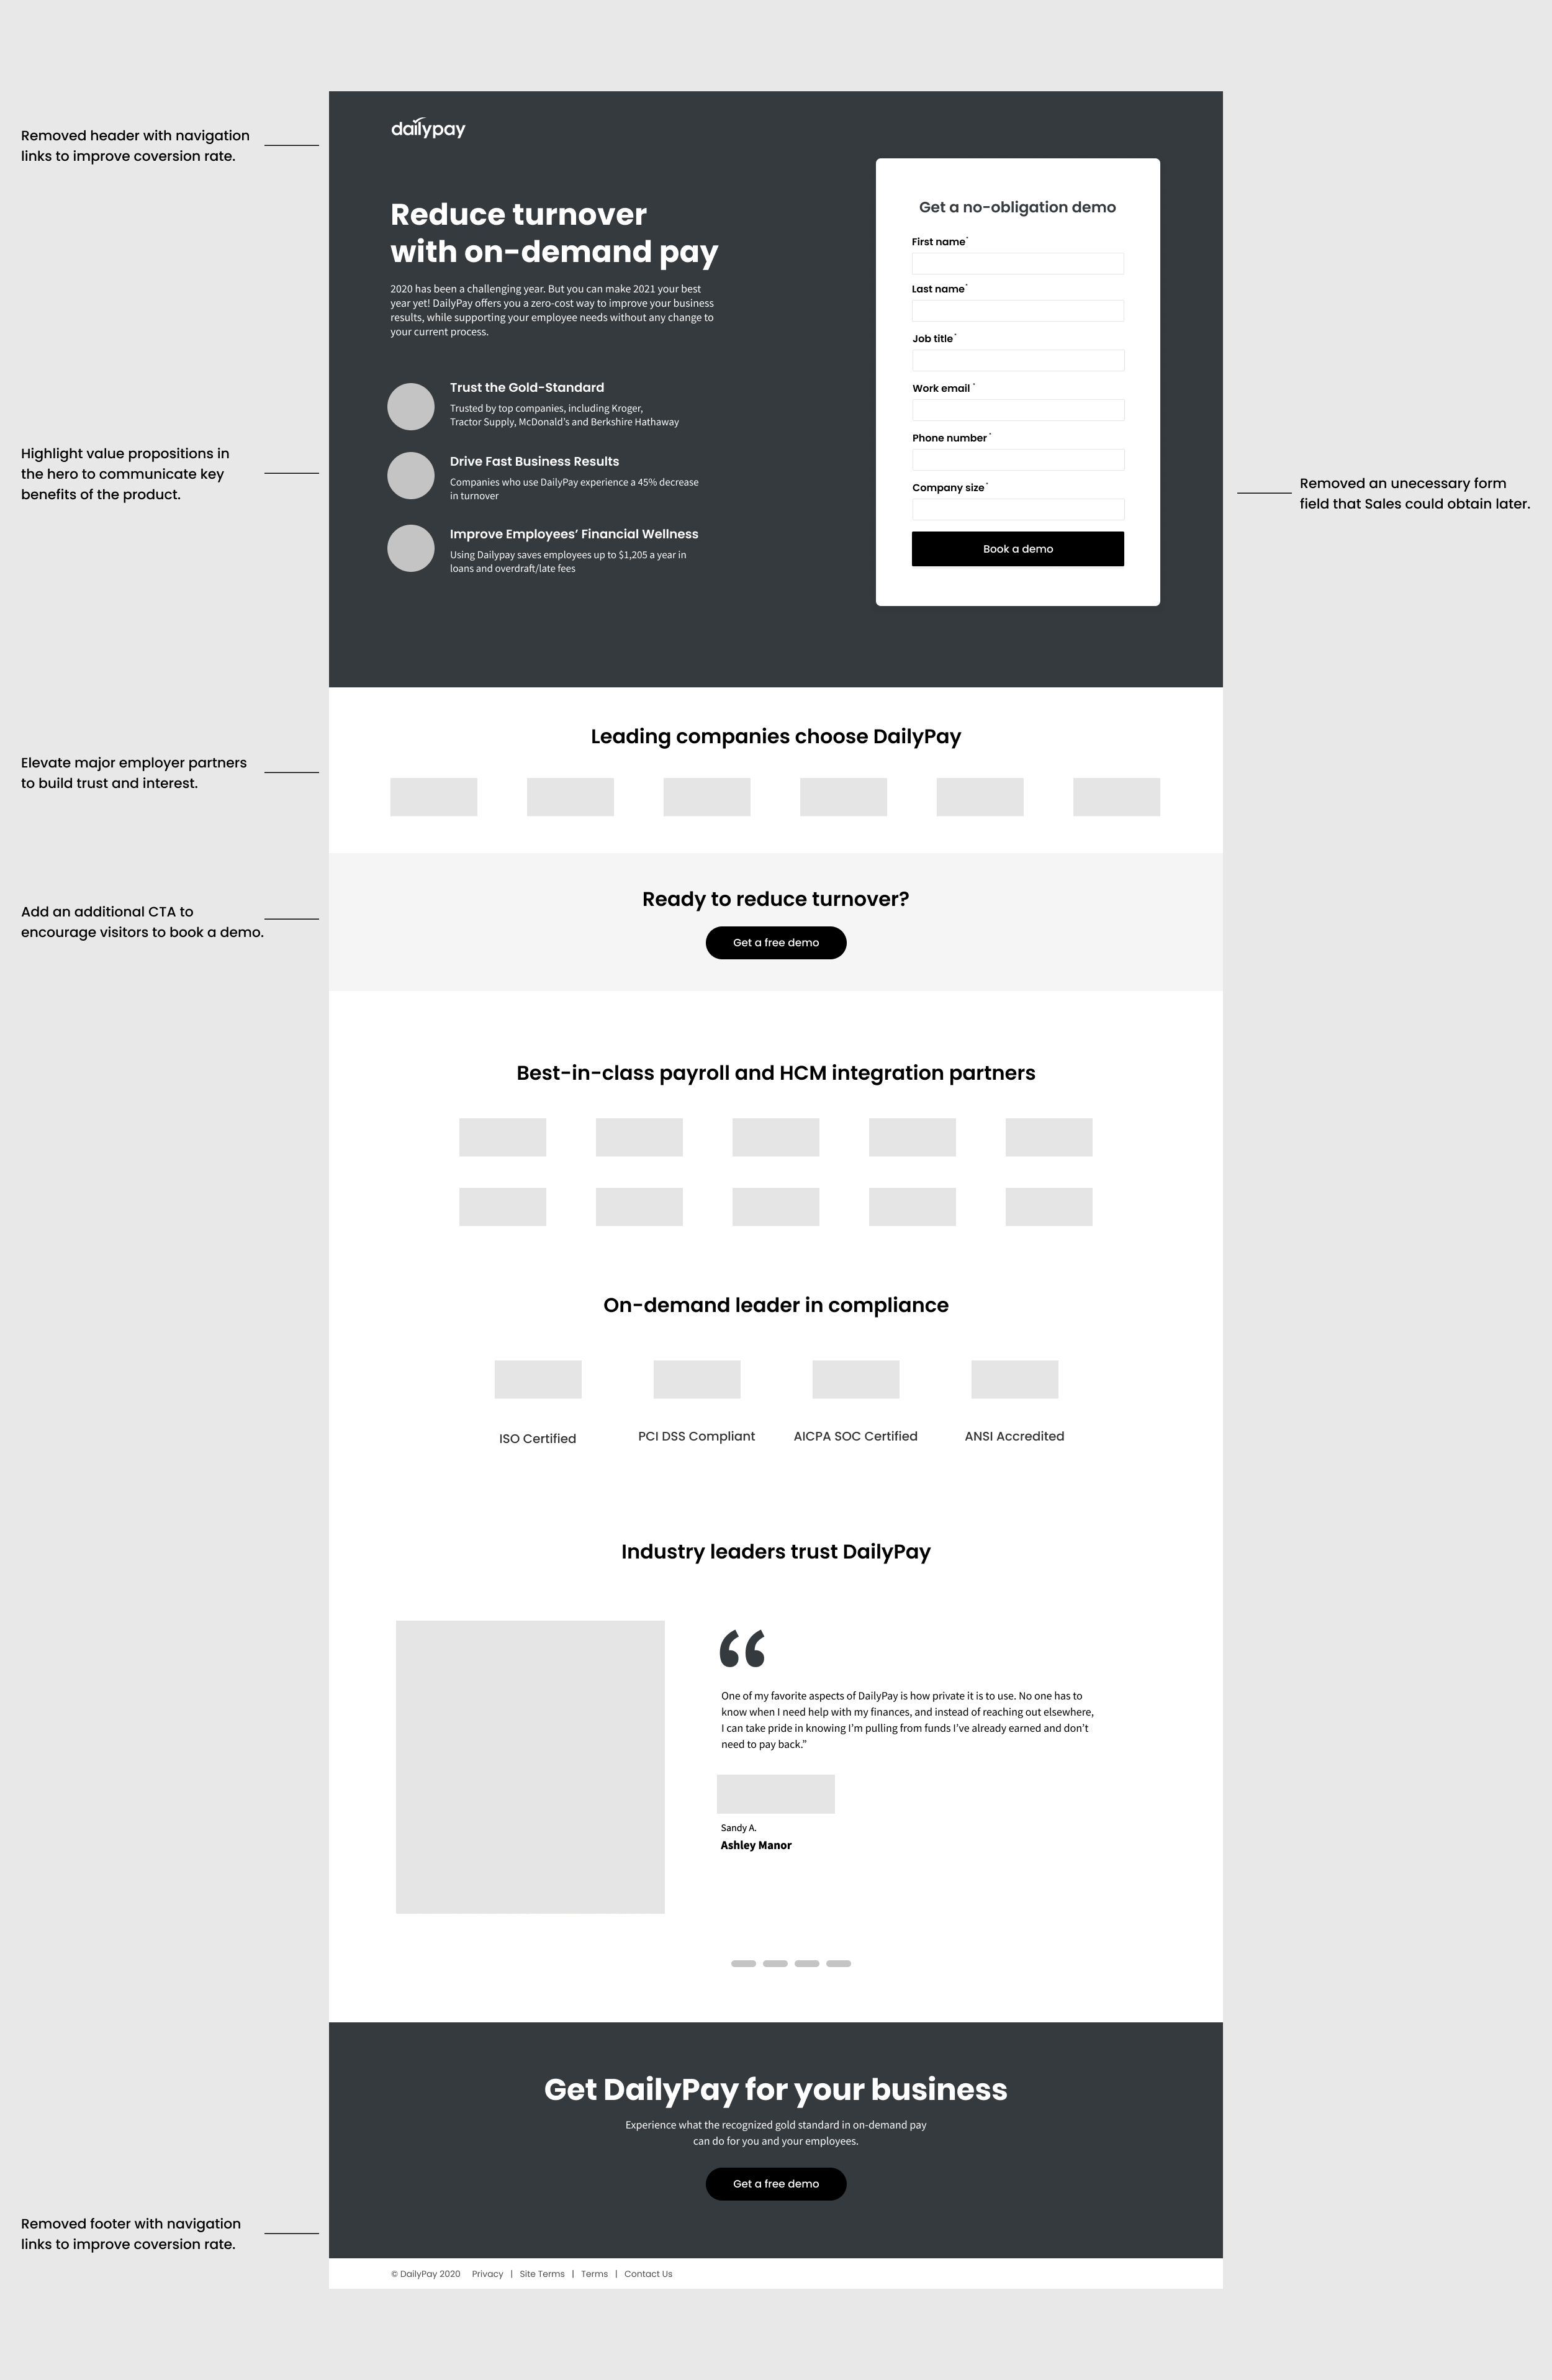 Removed header with navigation
links to improve coversion rate.
dailypay
Reduce turnover
with on-demand pay
2020 has been a challenging year. But you can make 2021 your best
year yet! DailyPay offers you a zero-cost way to improve your business
results, while supporting your employee needs without any change to
your current process.
Highlight value propositions in
the hero to communicate key
benefits of the product.
Trust the Gold-Standard
Trusted by top companies, including Kroger,
Tractor Supply, McDonald's and Berkshire Hathaway
Drive Fast Business Results
Companies who use DailyPay experience a 45% decrease
in turnover
Improve Employees' Financial Wellness
Using Dailypay saves employees up to $1,205 a year in
loans and overdraft/late fees
Get a no-obligation demo
First name*
Last name*
Job title*
Work email *
Phone number *
Company size*
Book a demo
Removed an unecessary form
field that Sales could obtain later.
Elevate major employer partners
to build trust and interest.
Leading companies choose DailyPay
Add an additional CTA to
encourage visitors to book a demo.
Ready to reduce turnover?
Get a free demo
Best-in-class payroll and HCM integration partners
On-demand leader in compliance
ISO Certified PCI DSS Compliant AICPA SOC Certified ANSI Accredited
Industry leaders trust DailyPay
“
One of my favorite aspects of DailyPay is how private it is to use. No one has to
know when I need help with my finances, and instead of reaching out elsewhere,
I can take pride in knowing I'm pulling from funds I've already earned and don't
need to pay back.”
Sandy A.
Ashley Manor
Get DailyPay for your business
Experience what the recognized gold standard in on-demand pay
can do for you and your employees.
Get a free demo
Removed footer with navigation
links to improve coversion rate.
© DailyPay 2020 Privacy | Site Terms | Terms | Contact Us